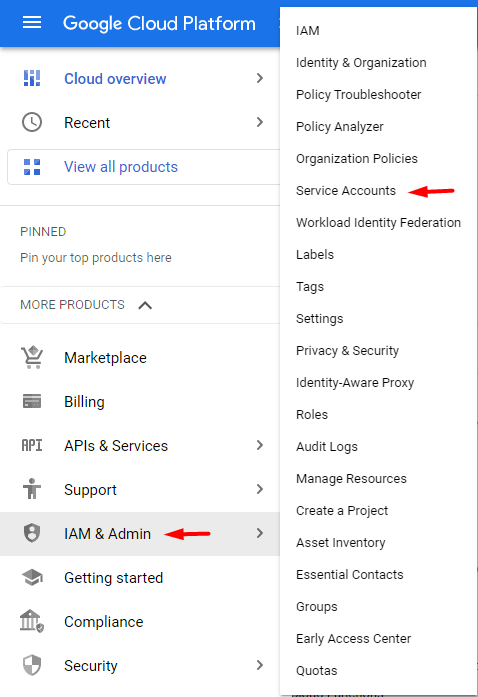 Google Cloud Platform
Cloud overview
Recent
View all products
PINNED
Pin your top products here
MORE PRODUCTS
Marketplace
Billing
API APIs & Services
Support
IAM & Admin
Getting started
Compliance
Security
IAM
Identity & Organization
Policy Troubleshooter
Policy Analyzer
Organization Policies
Service Accounts
Workload Identity Federation
Labels
Tags
Settings
Privacy & Security
Identity-Aware Proxy
Roles
Audit Logs
Manage Resources
Create a Project
Asset Inventory
Essential Contacts
Groups
Early Access Center
Quotas